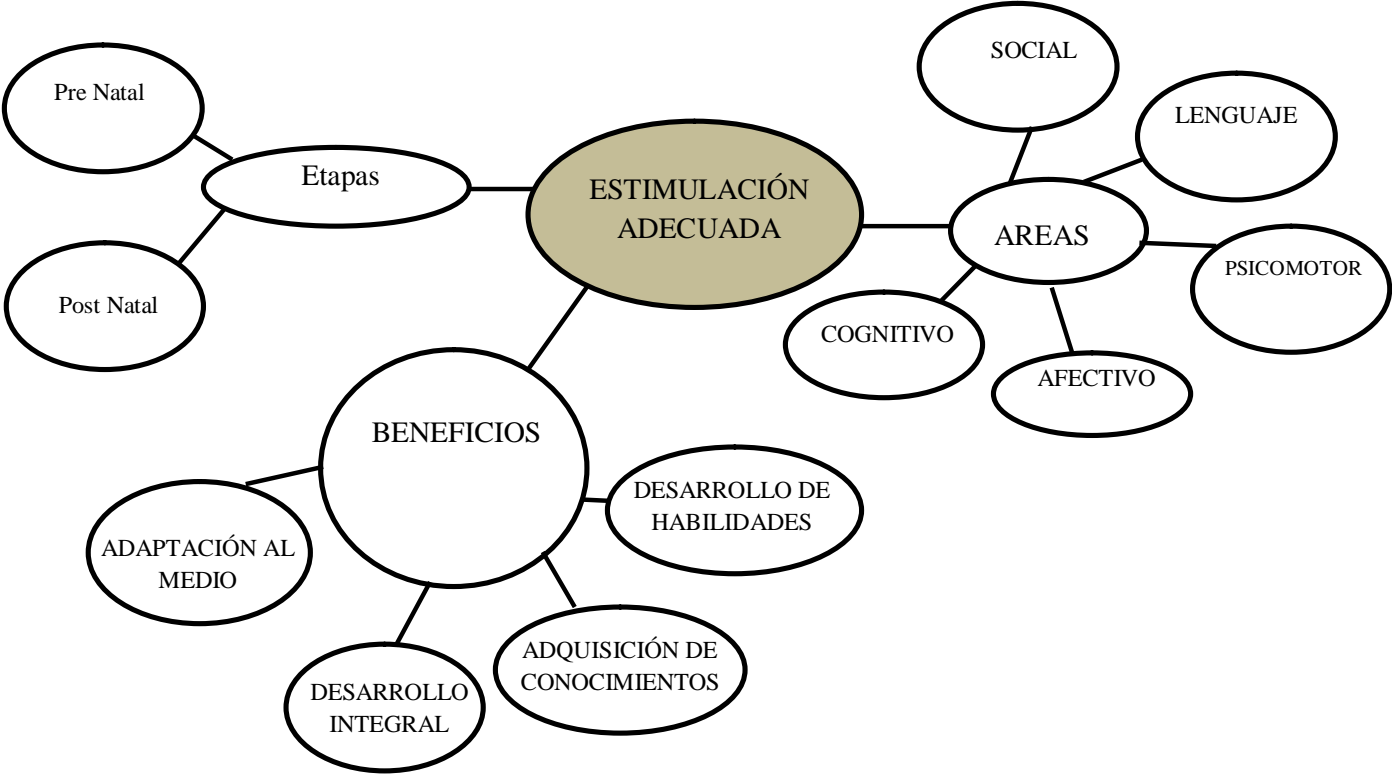 SOCIAL
Pre Natal
LENGUAJE
Etapas
ESTIMULACIÓN
ADECUADA
AREAS
PSICOMOTOR
Post Natal
COGNITIVO
AFECTIVO
BENEFICIOS
DESARROLLO DE
HABILIDADES
ADAPTACIÓN AL
MEDIO
ADQUISICIÓN DE
CONOCIMIENTOS
DESARROLLO
INTEGRAL